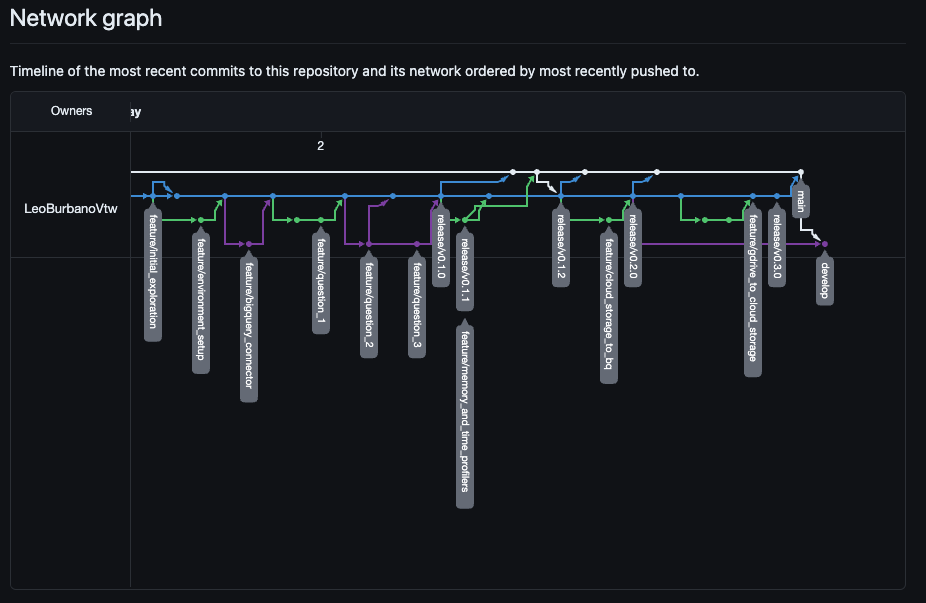 Network graph
Timeline of the most recent commits to this repository and its network ordered by most recently pushed to.
Owners
ay
2
LeoBurbanoVtw
feature/initial_exploration
feature/environment_setup
feature/bigquery_connector
feature/question_1
feature/question_2
feature/question_3
release/v0.1.0
release/v0.1.1
feature/memory_and_time_profilers
release/v0.1.2
feature/cloud_storage_to_bq
release/v0.2.0
feature/gdrive_to_cloud_storage
release/v0.3.0
main
develop